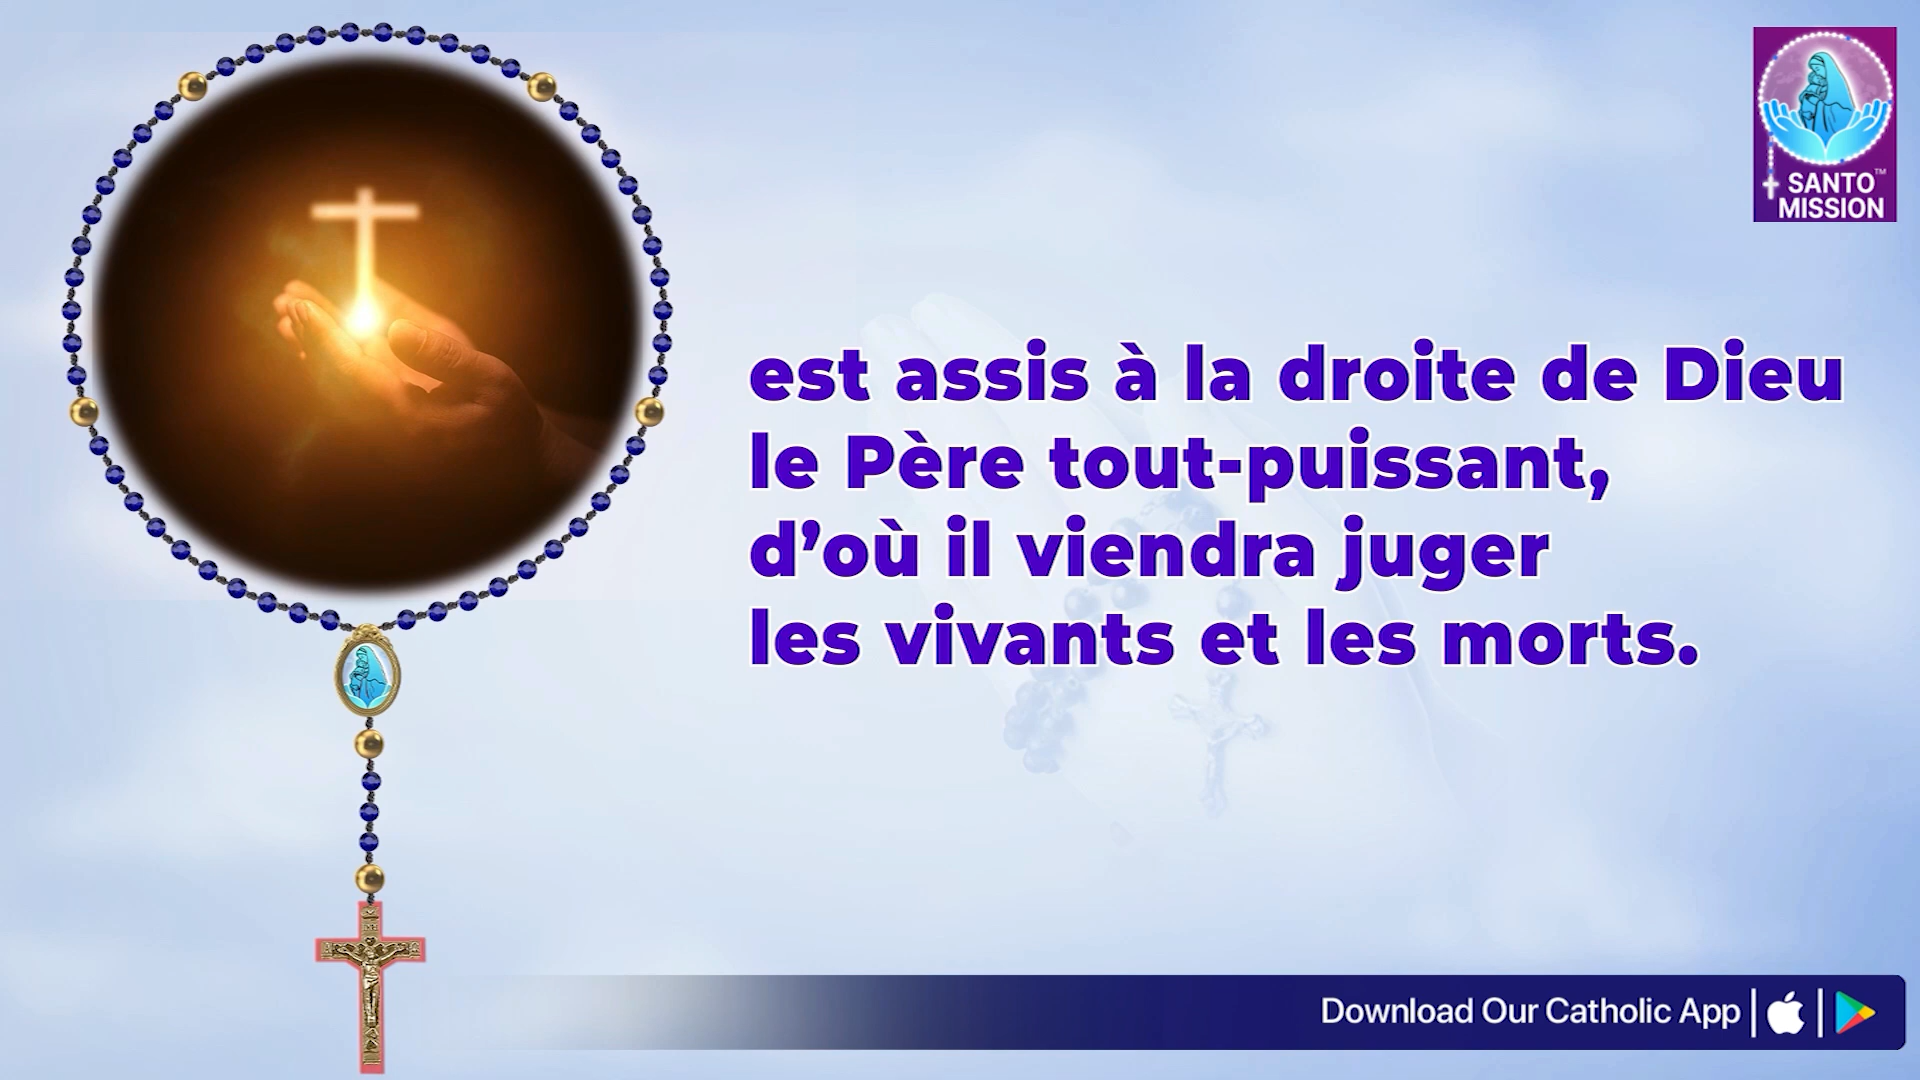 SANTO™
MISSION
est assis à la droite de Dieu
le Père tout-puissant,
d’où il viendra juger
les vivants et les morts.
Download Our Catholic App